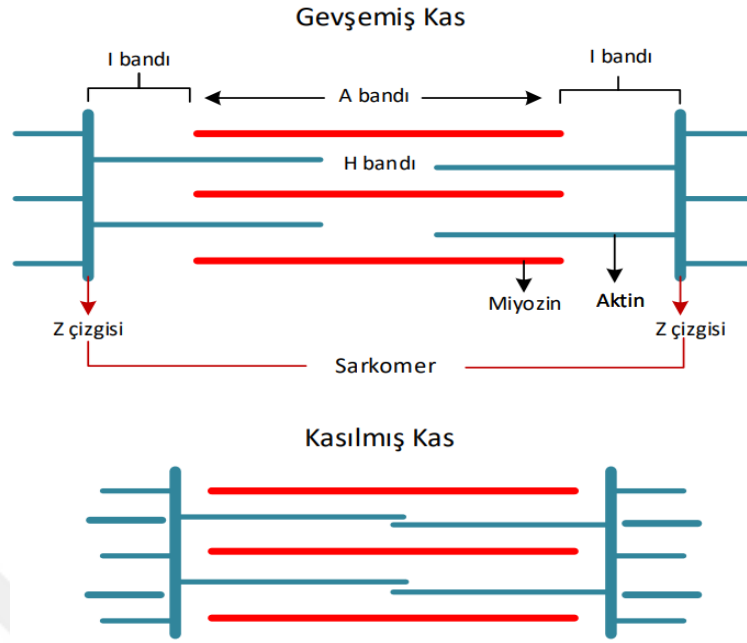 Gevşemiş Kas
I bandı
I bandı
A bandı
H bandı
Miyozin
Aktin
Z çizgisi
Z çizgisi
Sarkomer
Kasılmış Kas